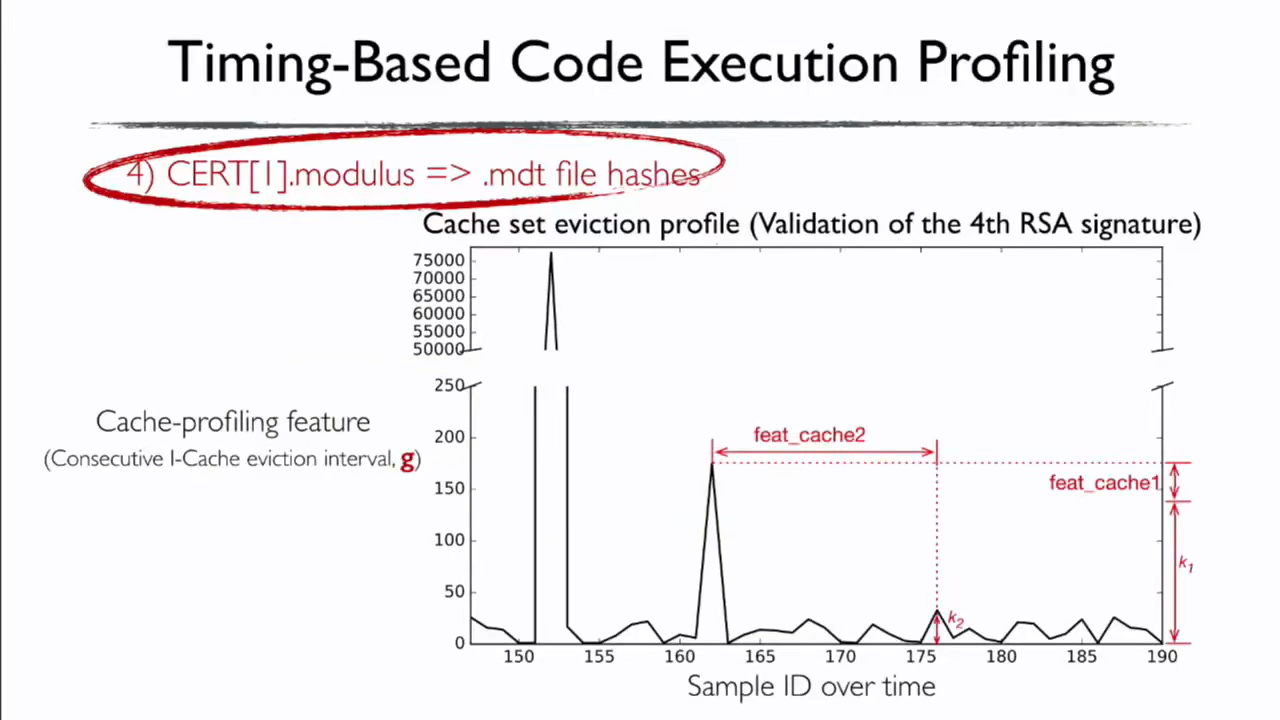 Timing-Based Code Execution Profiling
4) CERT[1].modulus => .mdt file hashes
Cache set eviction profile (Validation of the 4th RSA signature)
75000
70000
65000
60000
55000
50000
250
200
150
100
50
0
Cache-profiling feature
(Consecutive I-Cache eviction interval, g)
feat_cache2
feat_cache1
k1
k2
150 155 160 165 170 175 180 185 190
Sample ID over time